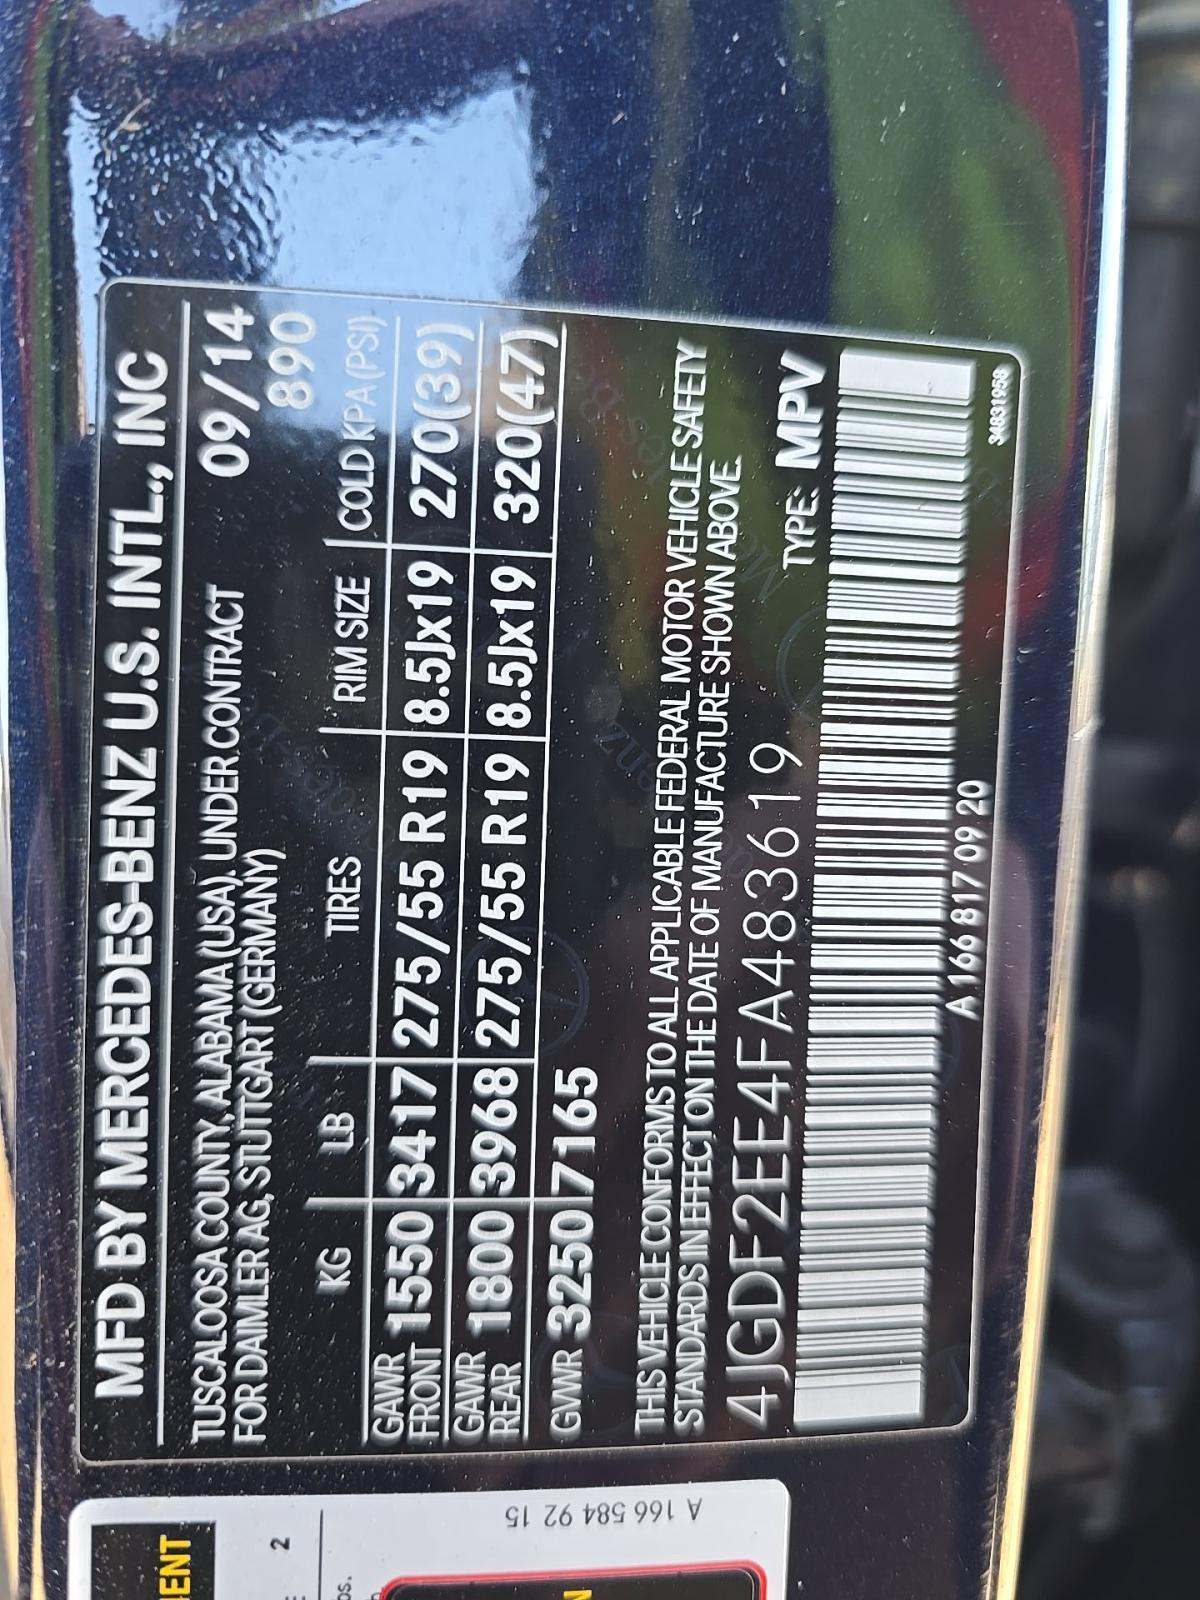 MFD BY MERCEDES-BENZ U.S. INTL., INC
TUSCALOOSA COUNTY, ALABAMA (USA). UNDER CONTRACT 09/14
FOR DAIMLER AG, STUTTGART (GERMANY) 890
KG LB TIRES RIM SIZE COLD KPA (PSI)
GAWR FRONT 1550 3417 275/55 R19 8.5Jx19 270(39)
GAWR REAR 1800 3968 275/55 R19 8.5Jx19 320(47)
GVWR 3250 7165
THIS VEHICLE CONFORMS TO ALL APPLICABLE FEDERAL MOTOR VEHICLE SAFETY
STANDARDS IN EFFECT ON THE DATE OF MANUFACTURE SHOWN ABOVE.
4JGDF2EE4FA483619 TYPE: MPV
A 166 817 09 20
34831958
A 166 584 92 15
2